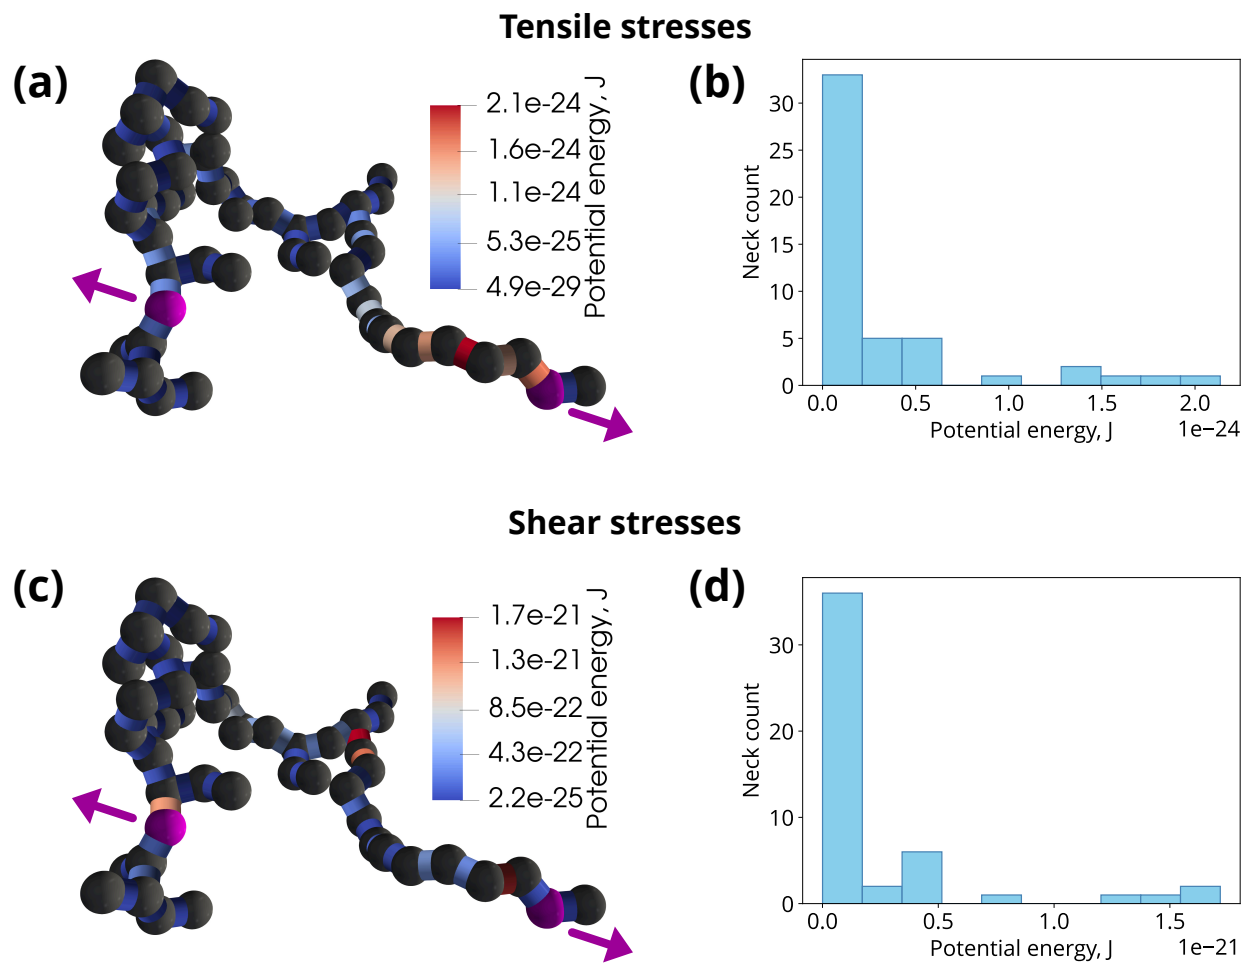 Tensile stresses
(a)
2.1e-24
1.6e-24
1.1e-24
5.3e-25
4.9e-29
Potential energy, J
(b)
30
25
20
15
10
5
0
Neck count
0.0 0.5 1.0 1.5 2.0
Potential energy, J
1e−24
Shear stresses
(c)
1.7e-21
1.3e-21
8.5e-22
4.3e-22
2.2e-25
Potential energy, J
(d)
30
20
10
0
Neck count
0.0 0.5 1.0 1.5
Potential energy, J
1e−21